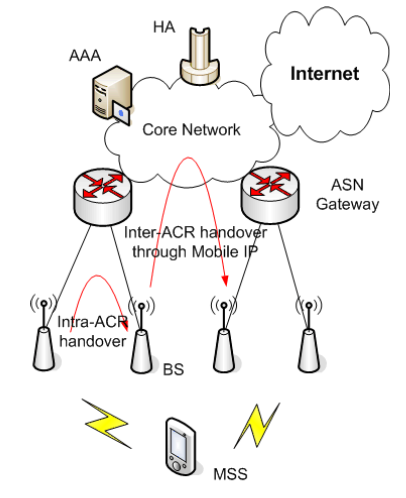 HA
AAA
Internet
Core Network
ASN
Gateway
Inter-ACR handover
through Mobile IP
Intra-ACR
handover
BS
MSS